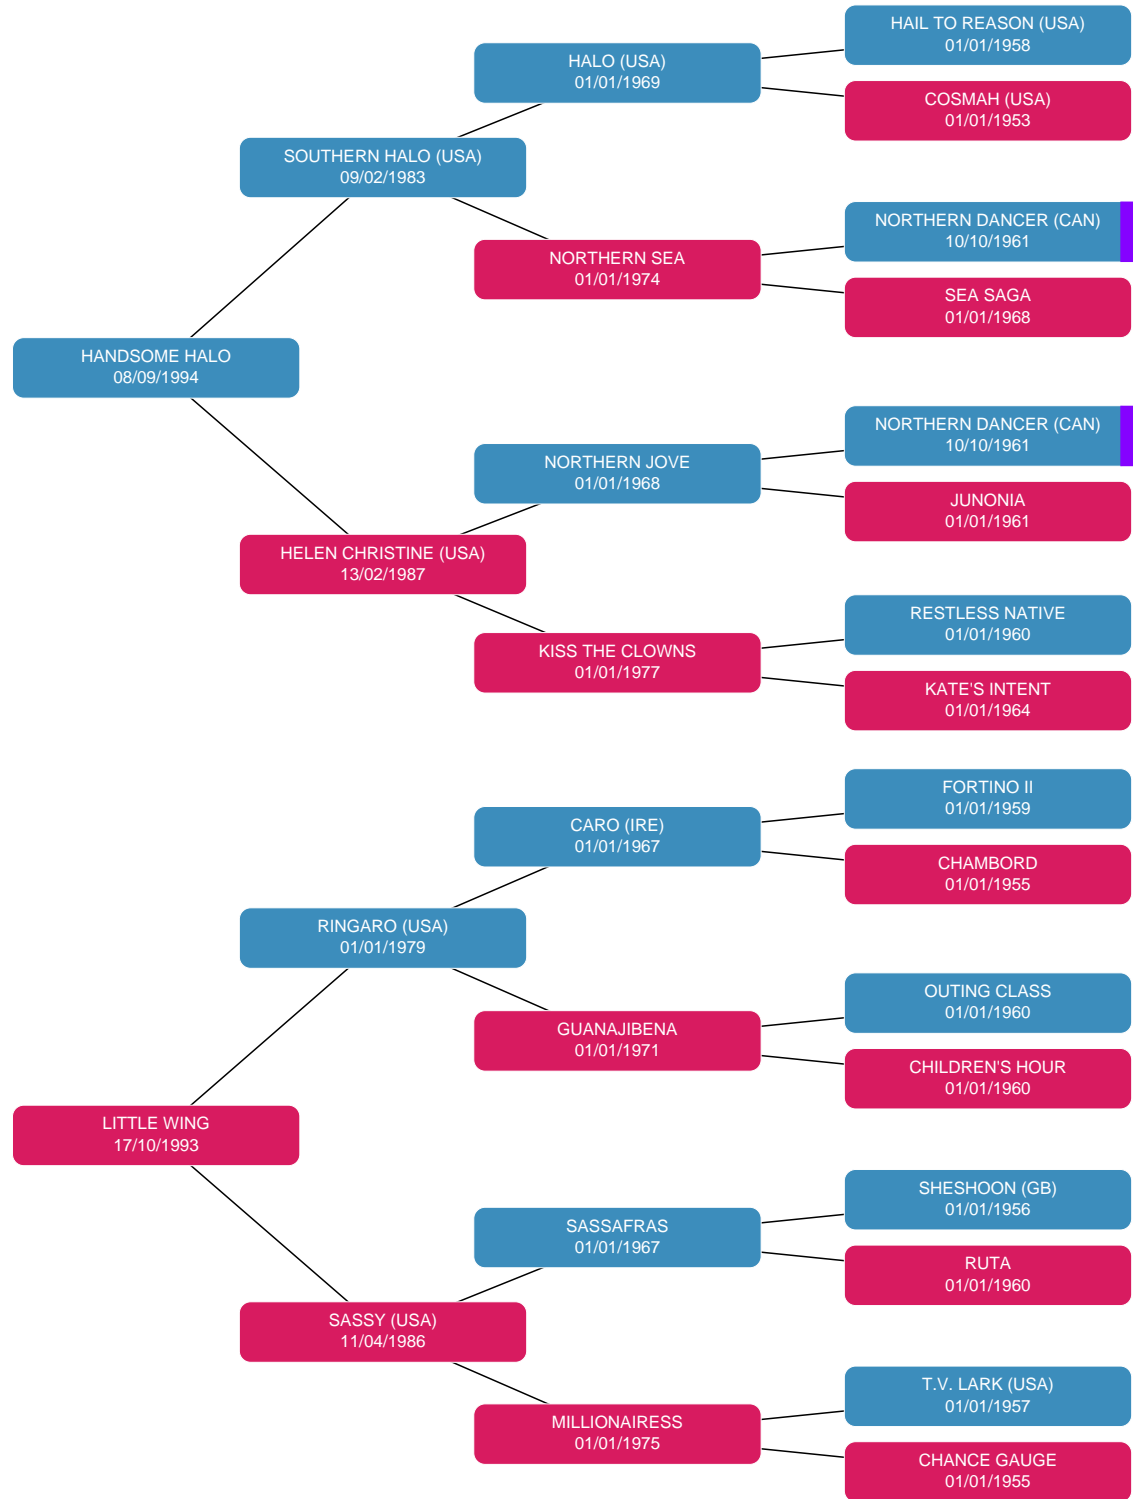 HAIL TO REASON (USA)
01/01/1958
HALO (USA)
01/01/1969
COSMAH (USA)
01/01/1953
SOUTHERN HALO (USA)
09/02/1983
NORTHERN DANCER (CAN)
10/10/1961
NORTHERN SEA
01/01/1974
SEA SAGA
01/01/1968
HANDSOME HALO
08/09/1994
NORTHERN DANCER (CAN)
10/10/1961
NORTHERN JOVE
01/01/1968
JUNONIA
01/01/1961
HELEN CHRISTINE (USA)
13/02/1987
RESTLESS NATIVE
01/01/1960
KISS THE CLOWNS
01/01/1977
KATE'S INTENT
01/01/1964
FORTINO II
01/01/1959
CARO (IRE)
01/01/1967
CHAMBORD
01/01/1955
RINGARO (USA)
01/01/1979
OUTING CLASS
01/01/1960
GUANAJIBENA
01/01/1971
CHILDREN'S HOUR
01/01/1960
LITTLE WING
17/10/1993
SHESHOON (GB)
01/01/1956
SASSAFRAS
01/01/1967
RUTA
01/01/1960
SASSY (USA)
11/04/1986
T.V. LARK (USA)
01/01/1957
MILLIONAIRESS
01/01/1975
CHANCE GAUGE
01/01/1955